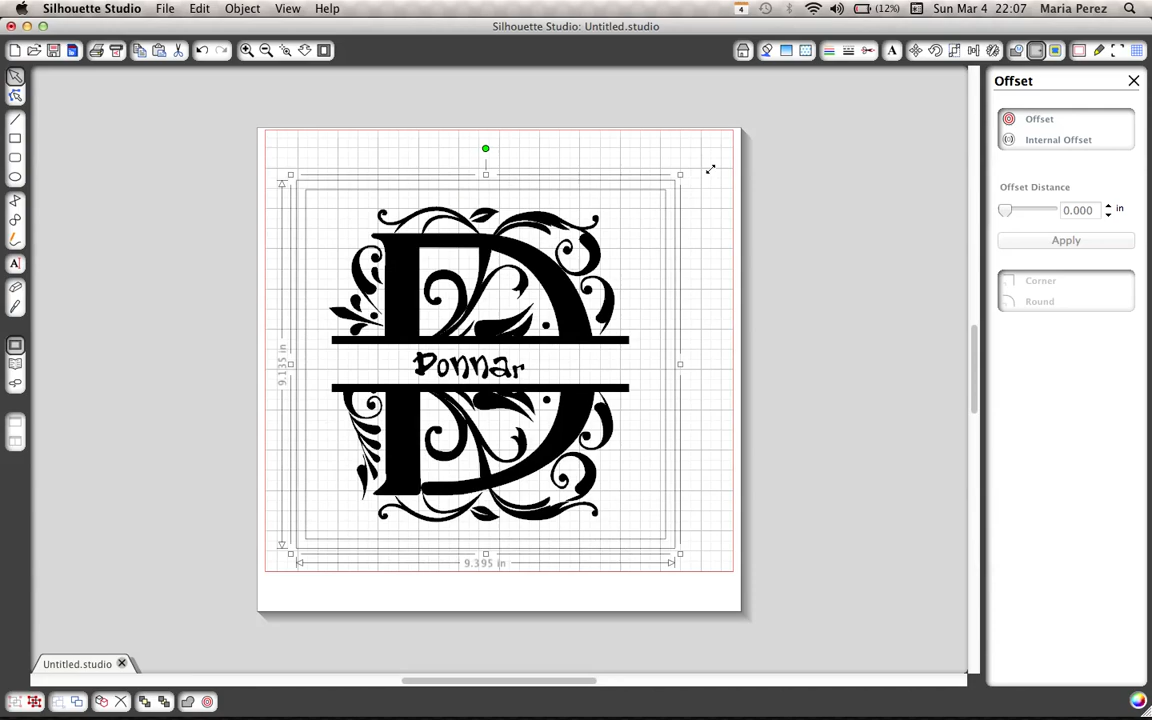 Silhouette Studio File Edit Object View Help 4 (12%) Sun Mar 4 22:07 Maria Perez
Silhouette Studio: Untitled.studio
A
Offset
Offset
Internal Offset
Offset Distance
0.000 in
Apply
Corner
Round
A
9.135 in
Donnar
9.395 in
Untitled.studio